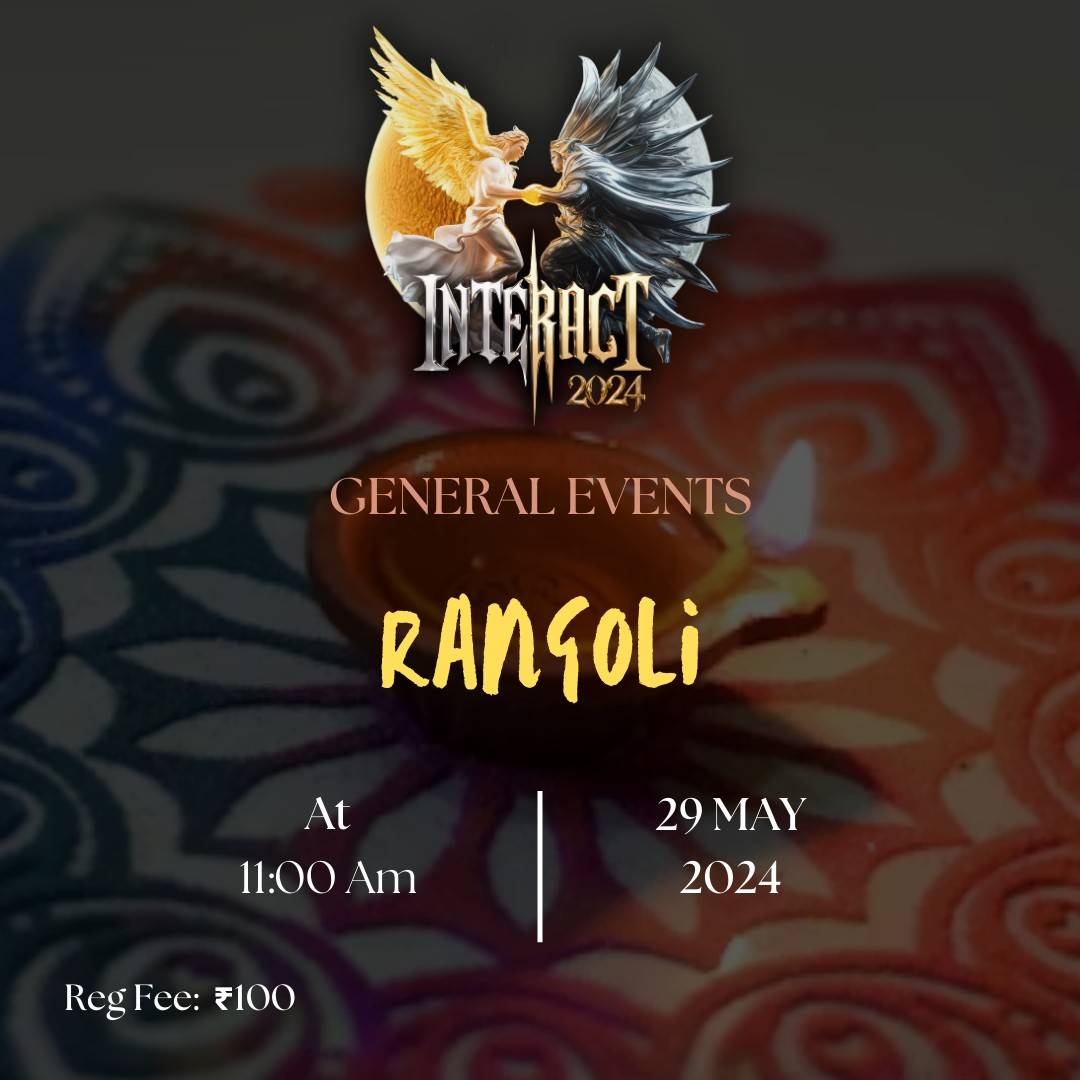 INTERACT
2024
GENERAL EVENTS
RANGOLi
At
11:00 Am
29 MAY
2024
Reg Fee: ₹100